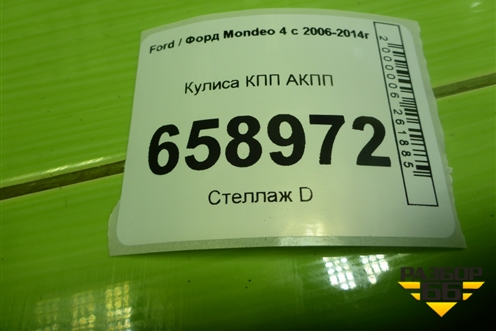 Ford / Форд Mondeo 4 с 2006-2014г
Кулиса КПП АКПП
658972
Стеллаж D
2000006261885
РАЗБОР
66